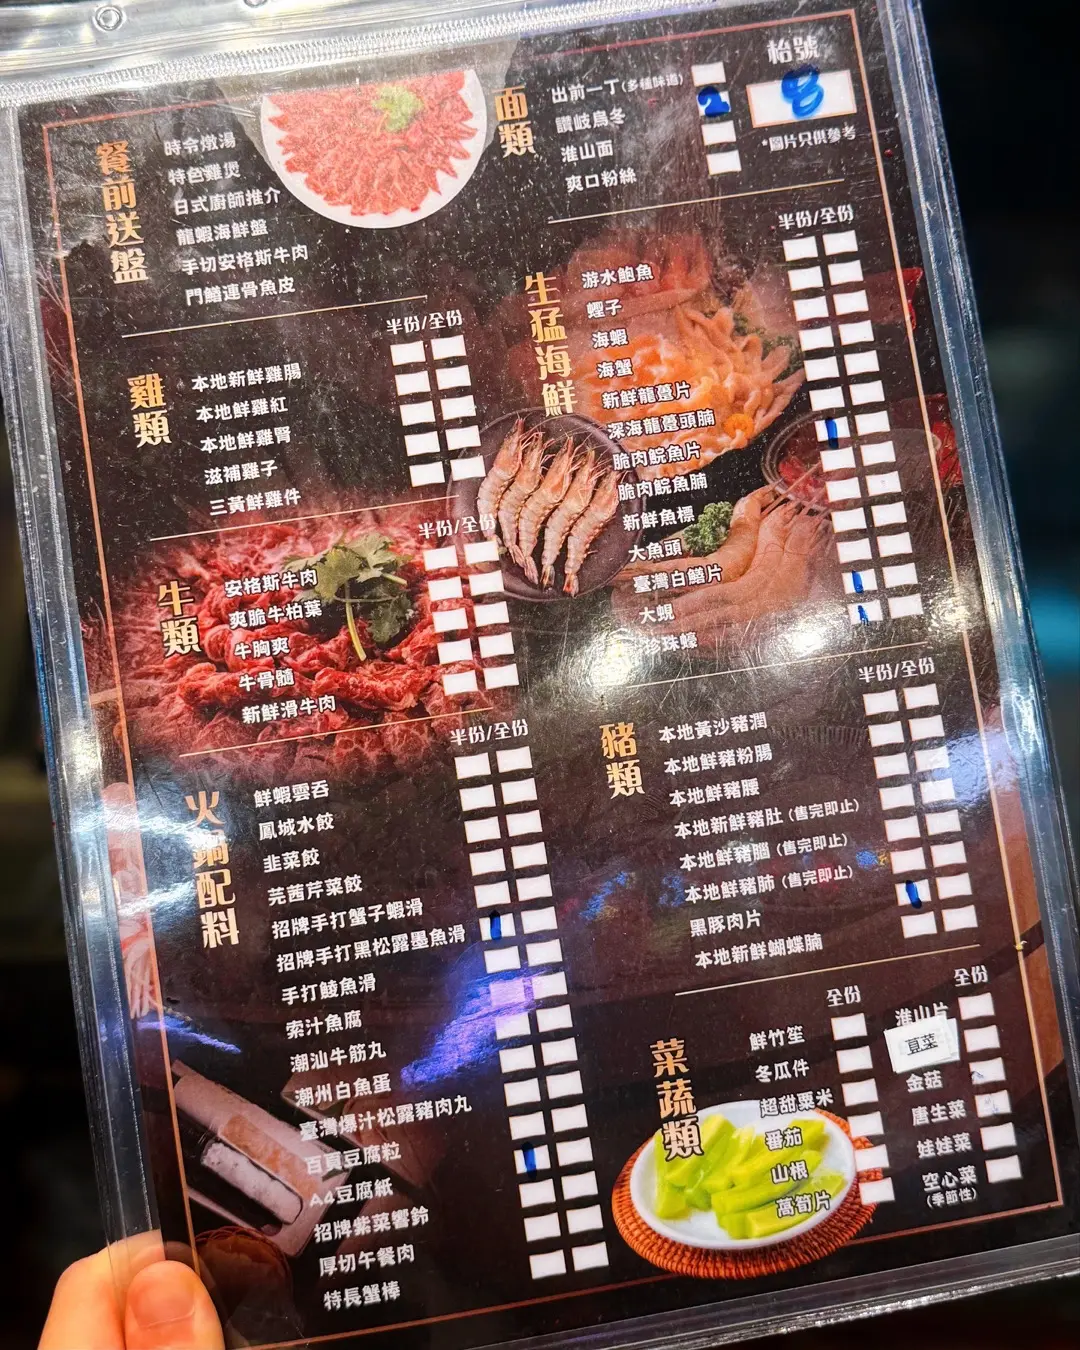 餐前送盤
時令燉湯
特色雞煲
日式廚師推介
龍蝦海鮮盤
手切安格斯牛肉
門鱔連骨魚皮
面類
出前一丁(多種味道)
讚岐烏冬
2
淮山面
爽口粉絲
枱號
8
*圖片只供參考
雞類
半份/全份
本地新鮮雞腸
本地鮮雞紅
本地鮮雞腎
滋補雞子
三黃鮮雞件
生猛海鮮
半份/全份
游水鮑魚
蟶子
海蝦
海蟹
新鮮龍躉片
深海龍躉頭腩
脆肉鯇魚片
脆肉鯇魚腩
新鮮魚標
大魚頭
臺灣白鱔片
大蜆
珍珠蠔
牛類
半份/全份
安格斯牛肉
爽脆牛柏葉
牛胸爽
牛骨髓
新鮮滑牛肉
豬類
半份/全份
本地黃沙豬潤
本地鮮豬粉腸
本地鮮豬腰
本地新鮮豬肚(售完即止)
本地鮮豬腦(售完即止)
本地鮮豬肺(售完即止)
黑豚肉片
本地新鮮蝴蝶腩
火鍋配料
半份/全份
鮮蝦雲吞
鳳城水餃
韭菜餃
芫茜芹菜餃
招牌手打蟹子蝦滑
招牌手打黑松露墨魚滑
手打鯪魚滑
索汁魚腐
潮汕牛筋丸
潮州白魚蛋
臺灣爆汁松露豬肉丸
百頁豆腐粒
A4豆腐紙
招牌紫菜響鈴
厚切午餐肉
特長蟹棒
菜蔬類
全份
鮮竹笙
冬瓜件
超甜粟米
番茄
山根
萵筍片
全份
淮山片
豆苗
金菇
唐生菜
娃娃菜
空心菜
(季節性)